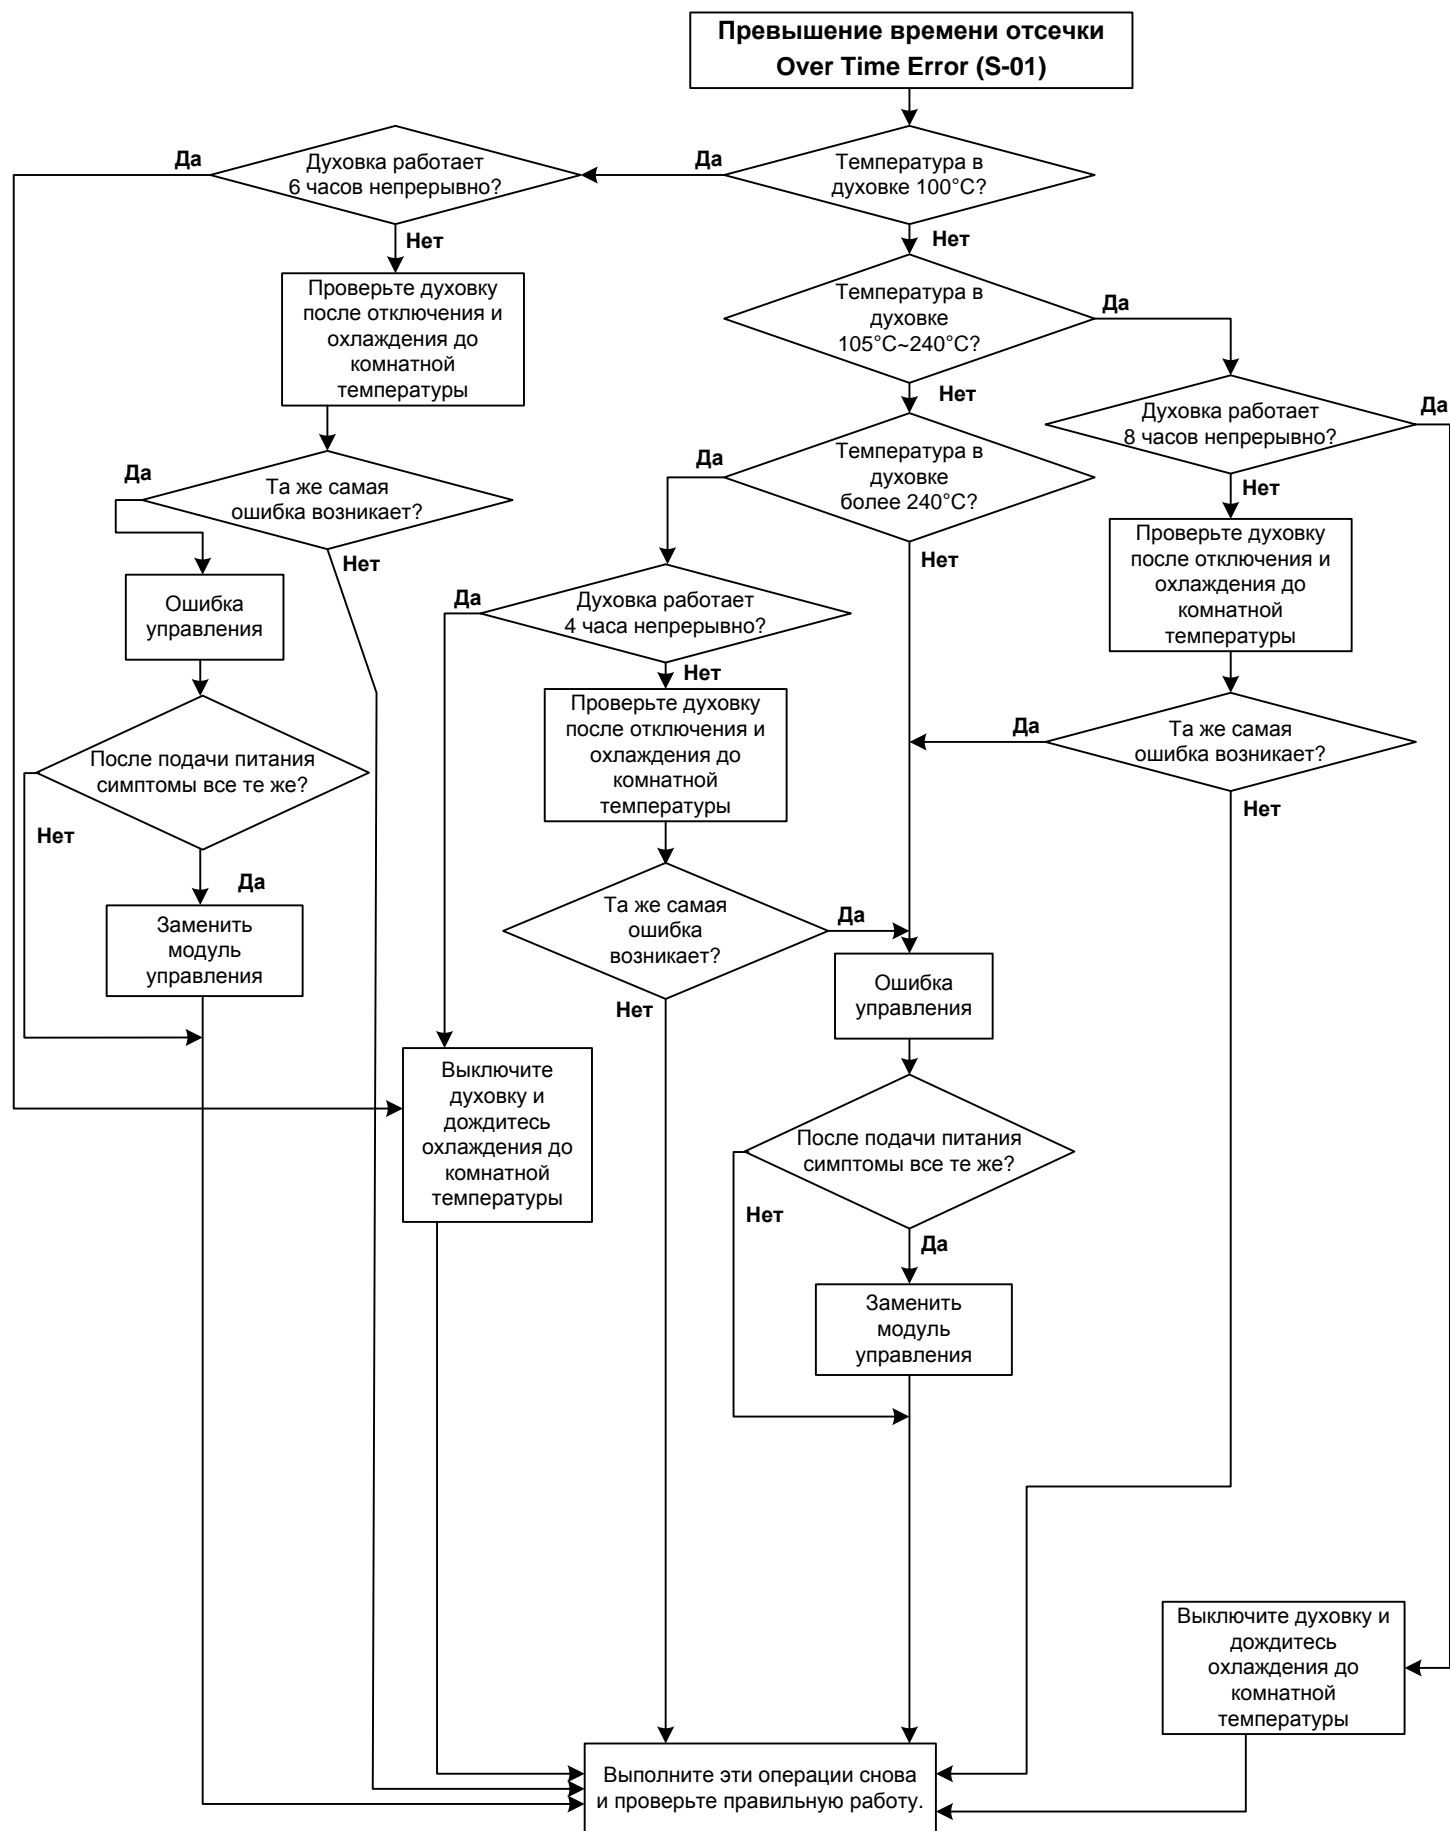 Превышение времени отсечки
Over Time Error (S-01)
Да
Духовка работает
6 часов непрерывно?
Да
Температура в
духовке 100°C?
Нет
Нет
Проверьте духовку
после отключения и
охлаждения до
комнатной
температуры
Температура в
духовке
105°C~240°C?
Да
Нет
Духовка работает
8 часов непрерывно?
Да
Да
Та же самая
ошибка возникает?
Нет
Да
Температура в
духовке
более 240°C?
Нет
Нет
Проверьте духовку
после отключения и
охлаждения до
комнатной
температуры
Ошибка
управления
Да
Духовка работает
4 часа непрерывно?
Нет
Проверьте духовку
после отключения и
охлаждения до
комнатной
температуры
Да
Та же самая
ошибка возникает?
Нет
После подачи питания
симптомы все те же?
Нет
Да
Заменить
модуль
управления
Та же самая
ошибка
возникает?
Да
Нет
Ошибка
управления
Выключите
духовку и
дождитесь
охлаждения до
комнатной
температуры
После подачи питания
симптомы все те же?
Нет
Да
Заменить
модуль
управления
Выключите духовку и
дождитесь
охлаждения до
комнатной
температуры
Выполните эти операции снова
и проверьте правильную работу.